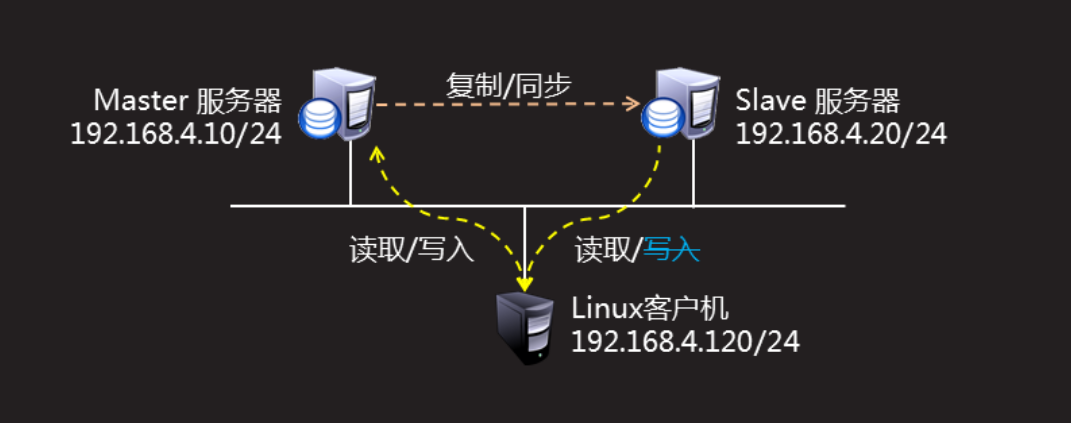 复制/同步
Master 服务器
192.168.4.10/24
Slave 服务器
192.168.4.20/24
读取/写入
读取/写入
Linux客户机
192.168.4.120/24